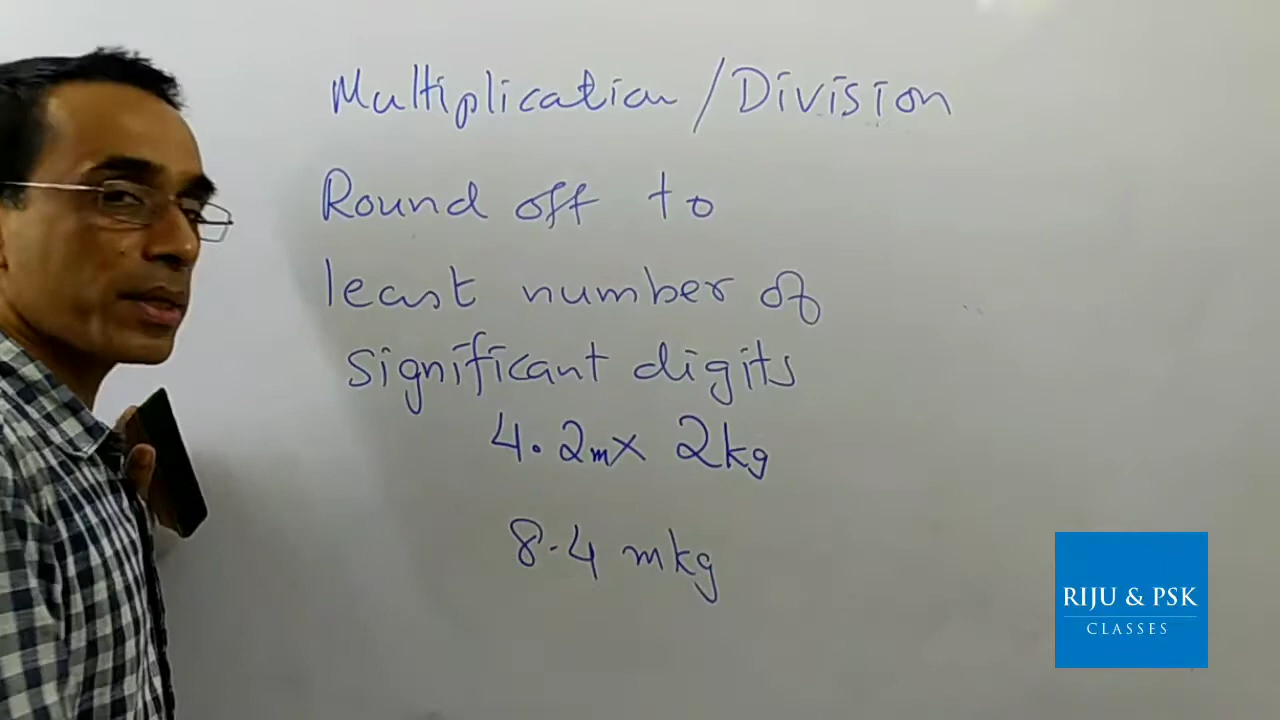 Multiplication/Division
Round off to
least number of
significant digits
4.2m× 2kg
8.4 mkg
RIJU & PSK
CLASSES